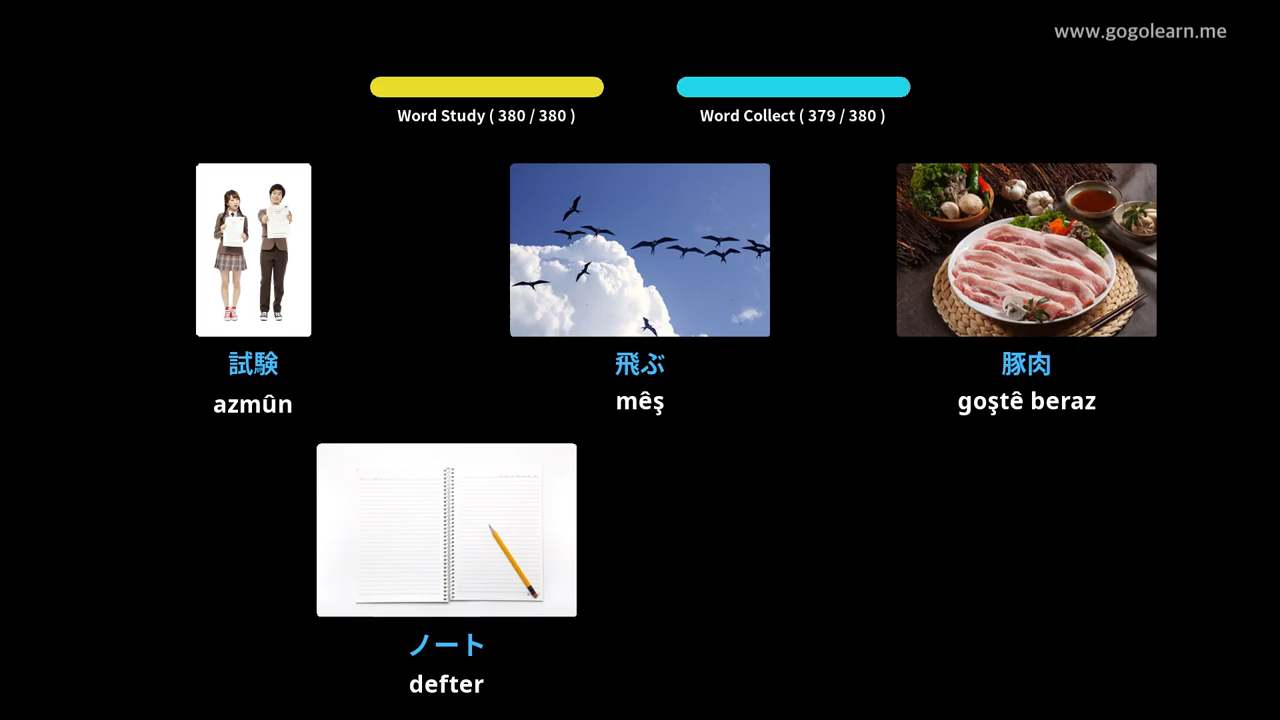 www.gogolearn.me
Word Study ( 380 / 380 )
Word Collect ( 379 / 380 )
試験
azmûn
飛ぶ
mêş
豚肉
goştê beraz
ノート
defter